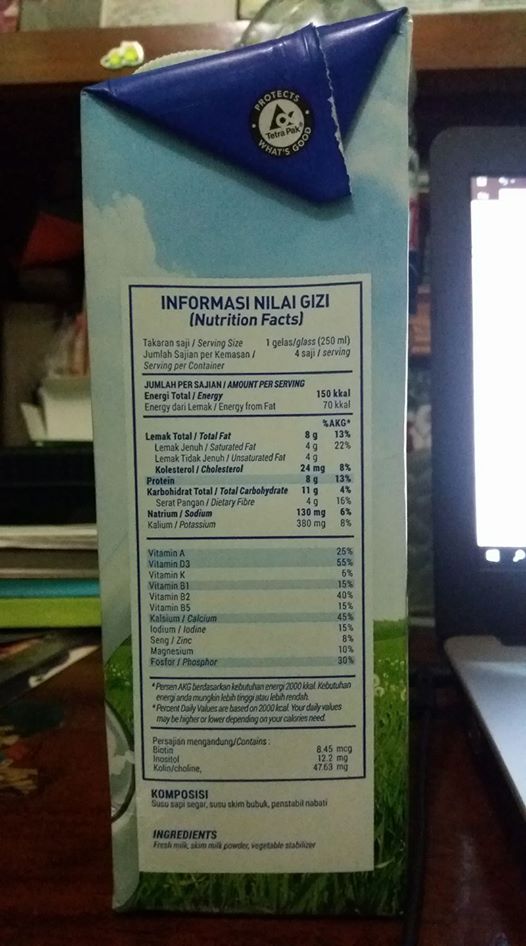 PROTECTS
Tetra Pak®
WHAT'S GOOD
INFORMASI NILAI GIZI
(Nutrition Facts)
Takaran saji / Serving Size 1 gelas/glass (250 ml)
Jumlah Sajian per Kemasan / 4 saji / serving
Serving per Container
JUMLAH PER SAJIAN / AMOUNT PER SERVING
Energi Total / Energy 150 kkal
Energy dari Lemak / Energy from Fat 70 kkal
%AKG*
Lemak Total / Total Fat 8 g 13%
Lemak Jenuh / Saturated Fat 4 g 22%
Lemak Tidak Jenuh / Unsaturated Fat 4 g
Kolesterol / Cholesterol 24 mg 8%
Protein 8 g 13%
Karbohidrat Total / Total Carbohydrate 11 g 4%
Serat Pangan / Dietary Fibre 4 g 16%
Natrium / Sodium 130 mg 6%
Kalium / Potassium 380 mg 8%
Vitamin A 25%
Vitamin D3 55%
Vitamin K 6%
Vitamin B1 15%
Vitamin B2 40%
Vitamin B5 15%
Kalsium / Calcium 45%
Iodium / Iodine 15%
Seng / Zinc 8%
Magnesium 10%
Fosfor / Phosphor 30%
*Persen AKG berdasarkan kebutuhan energi 2000 kkal. Kebutuhan
energi anda mungkin lebih tinggi atau lebih rendah.
*Percent Daily Values are based on 2000 kcal. Your daily values
may be higher or lower depending on your calories need.
Persajian mengandung/Contains :
Biotin 8.45 mcg
Inositol 12.2 mg
Kolin/choline, 47.63 mg
KOMPOSISI
Susu sapi segar, susu skim bubuk, penstabil nabati
INGREDIENTS
Fresh milk, skim milk powder, vegetable stabilizer